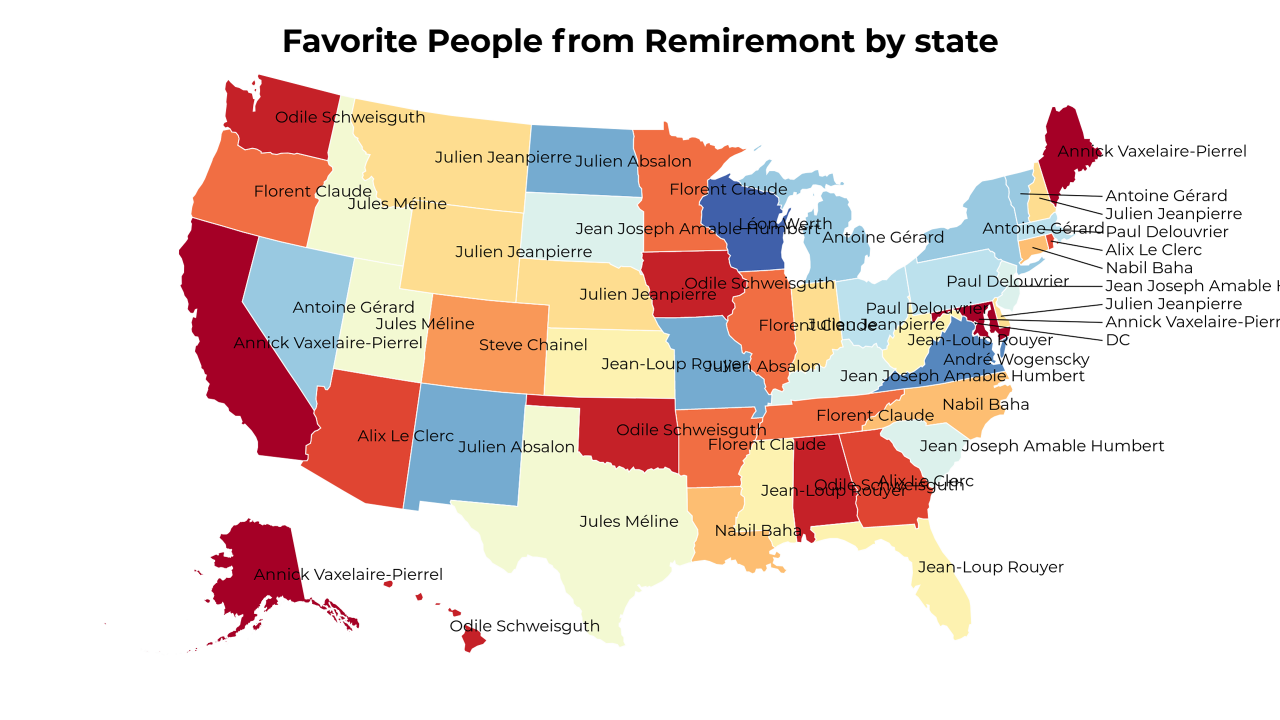 Favorite People from Remiremont by state
Odile Schweisguth
Annick Vaxelaire-Pierrel
Julien Jeanpierre
Julien Absalon
Florent Claude
Florent Claude
Jules Méline
Antoine Gérard
Julien Jeanpierre
Léon Werth
Jean Joseph Amable Humbert
Antoine Gérard
Paul Delouvrier
Antoine Gérard
Alix Le Clerc
Julien Jeanpierre
Nabil Baha
Odile Schweisguth
Paul Delouvrier
Jean Joseph Amable H
Julien Jeanpierre
Julien Jeanpierre
Antoine Gérard
Paul Delouvrier
Annick Vaxelaire-Pierr
Jules Méline
Florent Claude
Julien Jeanpierre
Annick Vaxelaire-Pierrel
Steve Chainel
Jean-Loup Rouyer
DC
Jean-Loup Rouyer
Julien Absalon
André Wogenscky
Jean Joseph Amable Humbert
Nabil Baha
Florent Claude
Alix Le Clerc
Julien Absalon
Odile Schweisguth
Florent Claude
Jean Joseph Amable Humbert
Jean-Loup Rouyer
Odile Schweisguth
Alix Le Clerc
Jules Méline
Nabil Baha
Jean-Loup Rouyer
Annick Vaxelaire-Pierrel
Odile Schweisguth